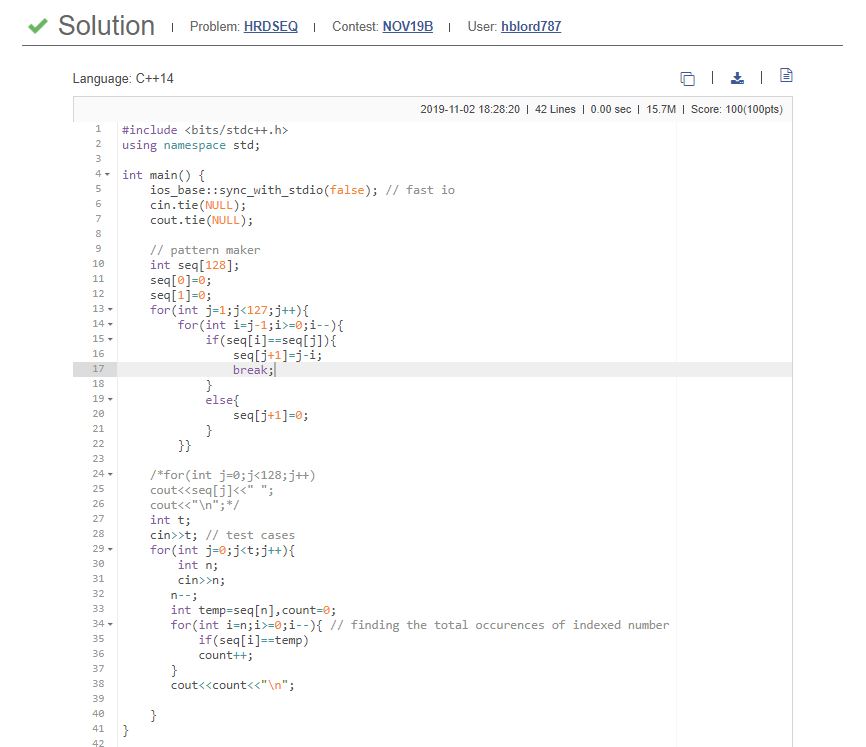 Solution | Problem: HRDSEQ | Contest: NOV19B | User: hblord787
Language: C++14
2019-11-02 18:28:20 | 42 Lines | 0.00 sec | 15.7M | Score: 100(100pts)
1 #include <bits/stdc++.h>
2 using namespace std;
3
4 int main() {
5     ios_base::sync_with_stdio(false); // fast io
6     cin.tie(NULL);
7     cout.tie(NULL);
8
9     // pattern maker
10     int seq[128];
11     seq[0]=0;
12     seq[1]=0;
13     for(int j=1;j<127;j++){
14         for(int i=j-1;i>=0;i--){
15             if(seq[i]==seq[j]){
16                 seq[j+1]=j-i;
17                 break;
18             }
19             else{
20                 seq[j+1]=0;
21             }
22         }}
23
24     /*for(int j=0;j<128;j++)
25     cout<<seq[j]<<" ";
26     cout<<"\n";*/
27     int t;
28     cin>>t; // test cases
29     for(int j=0;j<t;j++){
30         int n;
31         cin>>n;
32        n--;
33        int temp=seq[n],count=0;
34        for(int i=n;i>=0;i--){ // finding the total occurences of indexed number
35            if(seq[i]==temp)
36            count++;
37        }
38        cout<<count<<"\n";
39
40     }
41 }
42